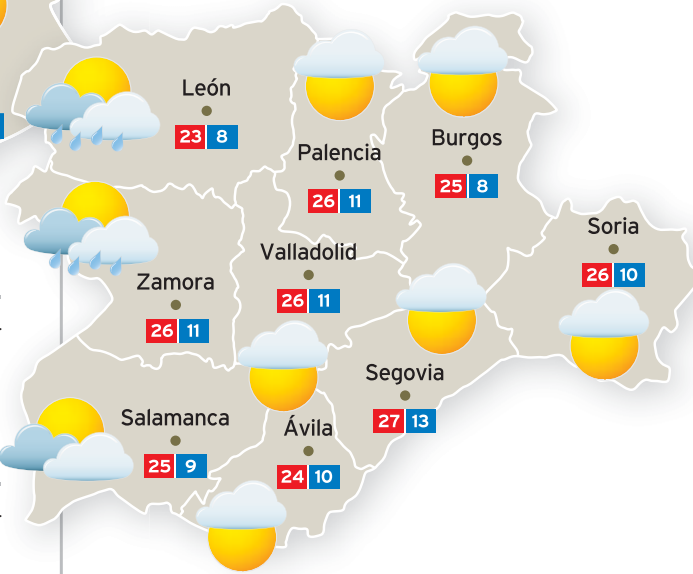 León
23 8
Palencia
26 11
Burgos
25 8
Soria
26 10
Valladolid
26 11
Zamora
26 11
Segovia
27 13
Salamanca
25 9
Ávila
24 10